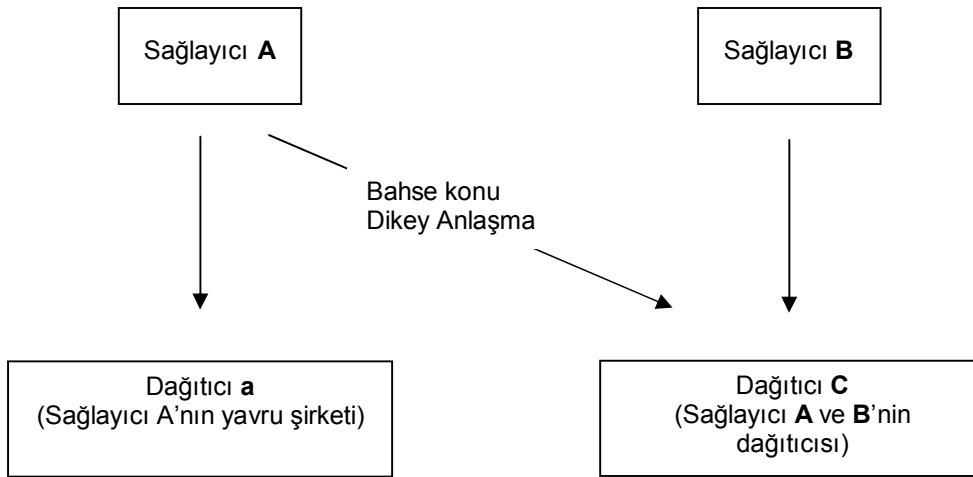 Sağlayıcı A
Sağlayıcı B
Bahse konu
Dikey Anlaşma
Dağıtıcı a
(Sağlayıcı A’nın yavru şirketi)
Dağıtıcı C
(Sağlayıcı A ve B’nin
dağıtıcısı)